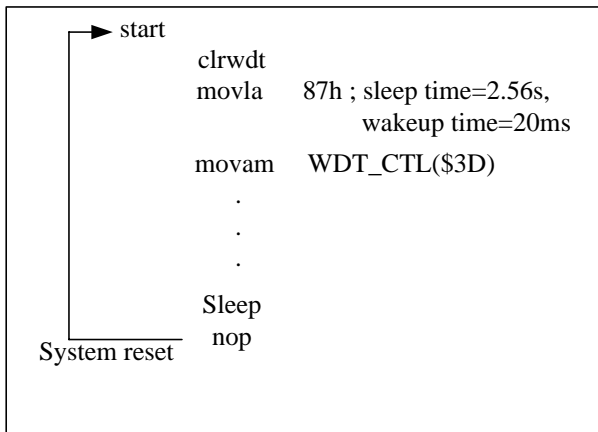 start
clrwdt
movla 87h ; sleep time=2.56s,
wakeup time=20ms
movam WDT_CTL($3D)
.
.
.
Sleep
nop
System reset